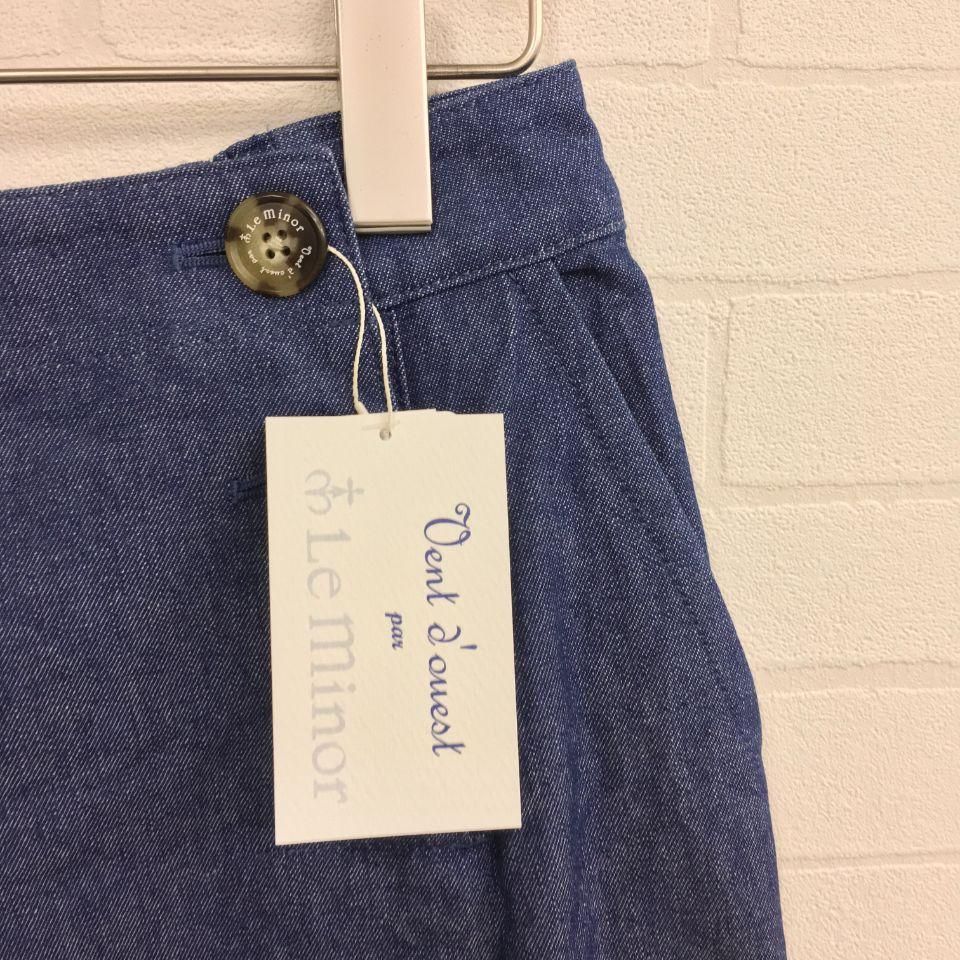 Le minor
Vent d'ouest par
Vent d'ouest
par
Le minor